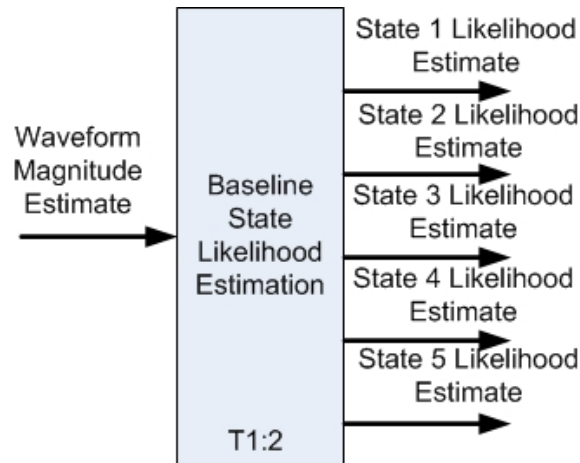 Waveform
Magnitude
Estimate
Baseline
State
Likelihood
Estimation
T1:2
State 1 Likelihood
Estimate
State 2 Likelihood
Estimate
State 3 Likelihood
Estimate
State 4 Likelihood
Estimate
State 5 Likelihood
Estimate